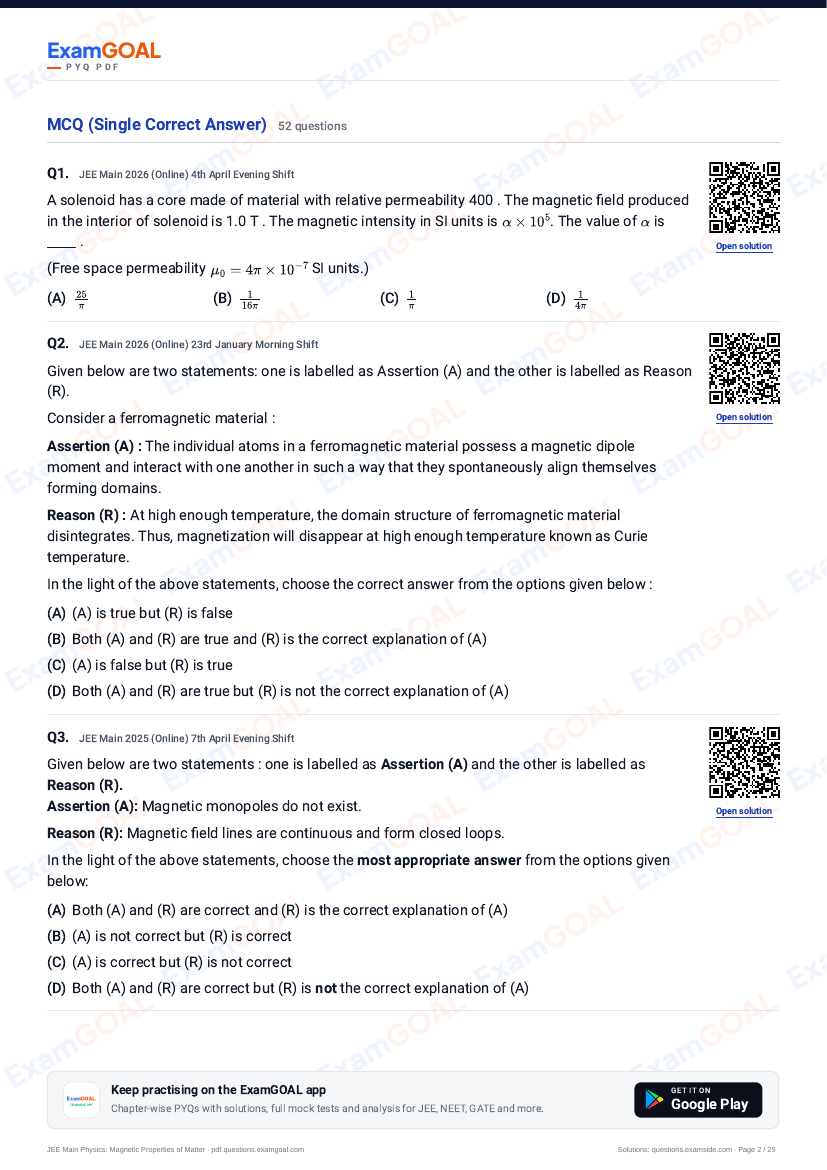 ExamGOAL
PYQ PDF
MCQ (Single Correct Answer) 52 questions
Q1. JEE Main 2026 (Online) 4th April Evening Shift
A solenoid has a core made of material with relative permeability 400 . The magnetic field produced
in the interior of solenoid is 1.0 T . The magnetic intensity in SI units is α × 10⁵. The value of α is
____ .
Open solution
(Free space permeability μ₀ = 4π × 10⁻⁷ SI units.)
(A) 25/π (B) 1/16π (C) 1/π (D) 1/4π
Q2. JEE Main 2026 (Online) 23rd January Morning Shift
Given below are two statements: one is labelled as Assertion (A) and the other is labelled as Reason
(R).
Open solution
Consider a ferromagnetic material :
Assertion (A) : The individual atoms in a ferromagnetic material possess a magnetic dipole
moment and interact with one another in such a way that they spontaneously align themselves
forming domains.
Reason (R) : At high enough temperature, the domain structure of ferromagnetic material
disintegrates. Thus, magnetization will disappear at high enough temperature known as Curie
temperature.
In the light of the above statements, choose the correct answer from the options given below :
(A) (A) is true but (R) is false
(B) Both (A) and (R) are true and (R) is the correct explanation of (A)
(C) (A) is false but (R) is true
(D) Both (A) and (R) are true but (R) is not the correct explanation of (A)
Q3. JEE Main 2025 (Online) 7th April Evening Shift
Given below are two statements : one is labelled as Assertion (A) and the other is labelled as
Reason (R).
Assertion (A): Magnetic monopoles do not exist.
Open solution
Reason (R): Magnetic field lines are continuous and form closed loops.
In the light of the above statements, choose the most appropriate answer from the options given
below:
(A) Both (A) and (R) are correct and (R) is the correct explanation of (A)
(B) (A) is not correct but (R) is correct
(C) (A) is correct but (R) is not correct
(D) Both (A) and (R) are correct but (R) is not the correct explanation of (A)
ExamGOAL
Keep practising on the ExamGOAL app
Chapter-wise PYQs with solutions, full mock tests and analysis for JEE, NEET, GATE and more.
GET IT ON
Google Play
JEE Main Physics: Magnetic Properties of Matter · pdf.questions.examgoal.com
Solutions: questions.examside.com · Page 2 / 25